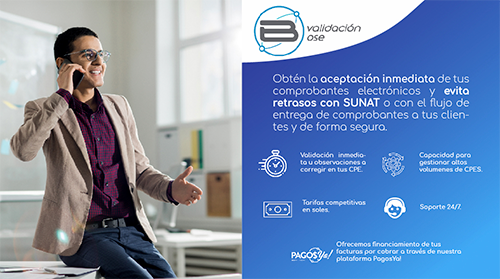 B
validación
ose
Obtén la aceptación inmediata de tus
comprobantes electrónicos y evita
retrasos con SUNAT o con el flujo de
entrega de comprobantes a tus clien-
tes y de forma segura.
Validación inmedia-
ta u observaciones a
corregir en tus CPE.
Capacidad para
gestionar altos
volumenes de CPES.
Tarifas competitivas
en soles.
Soporte 24/7.
PAGOSYa!
Ofrecemos financiamiento de tus
facturas por cobrar a través de nuestra
plataforma PagosYa!